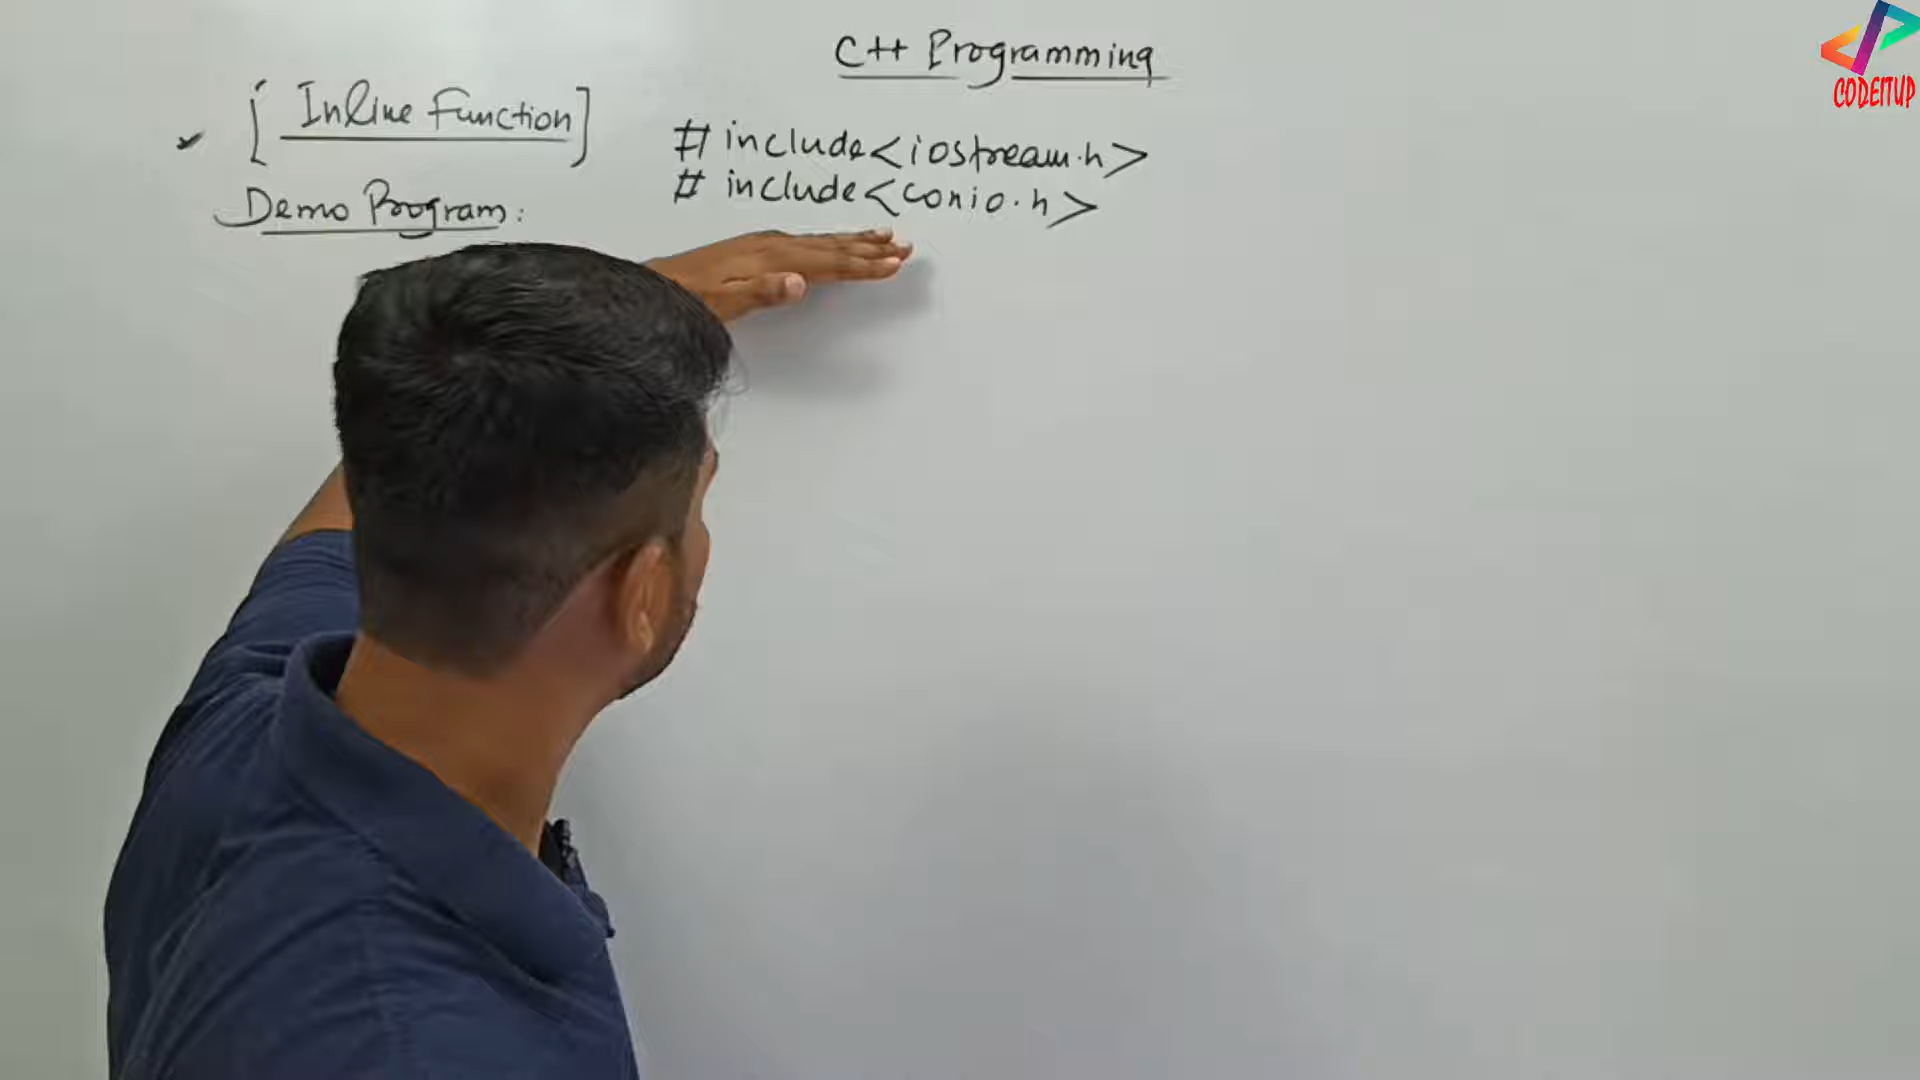 C++ Programming
[ Inline Function ]
Demo Program:
# include<iostream.h>
# include<conio.h>
CODEITUP